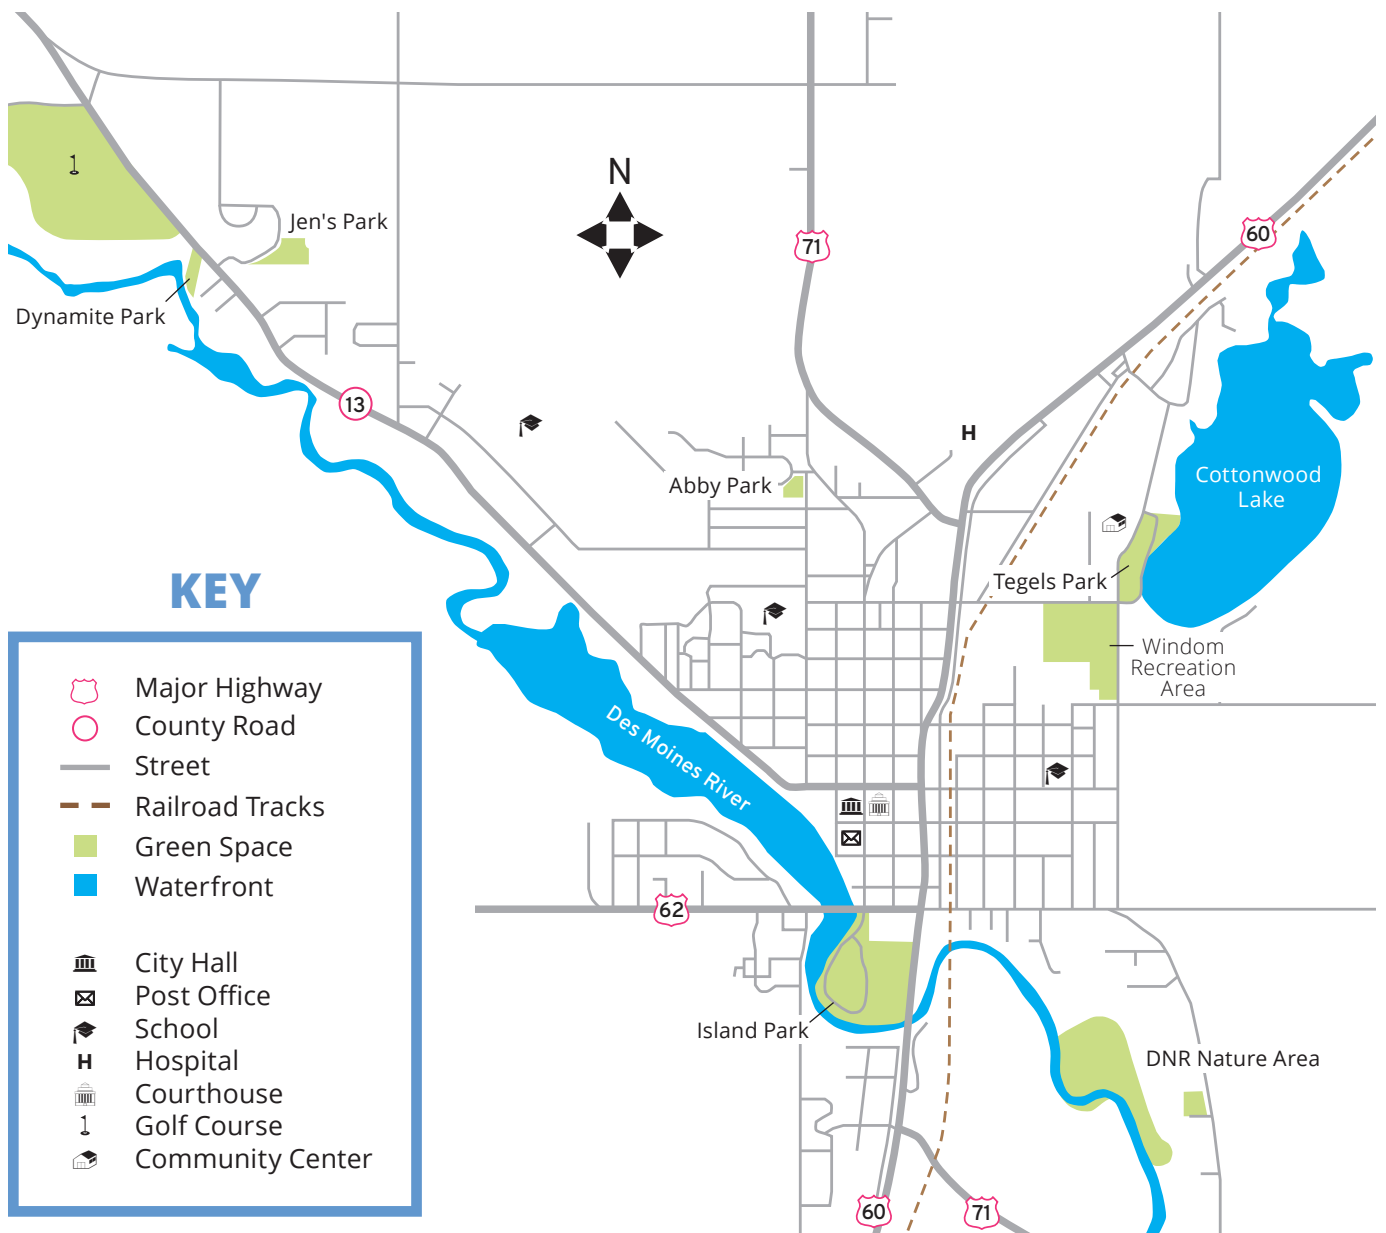 N
Jen's Park
71
60
Dynamite Park
13
H
Abby Park
Cottonwood
Lake
Tegels Park
Windom
Recreation
Area
Des Moines River
62
Island Park
DNR Nature Area
60
71
KEY
Major Highway
County Road
Street
Railroad Tracks
Green Space
Waterfront
City Hall
Post Office
School
H Hospital
Courthouse
Golf Course
Community Center